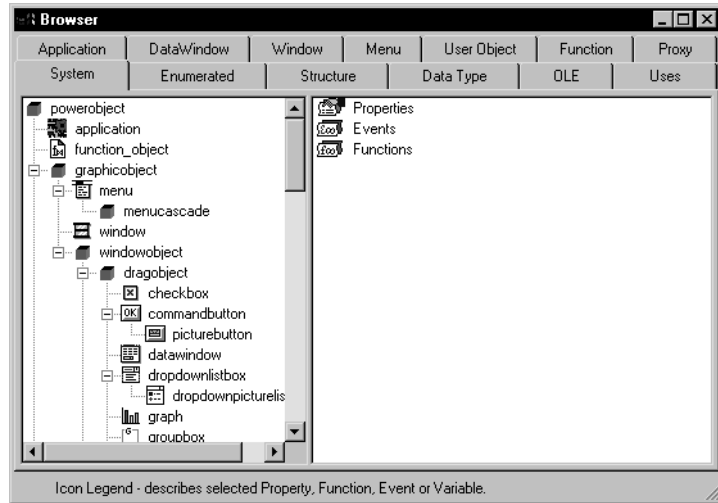 Browser
Application DataWindow Window Menu User Object Function Proxy
System Enumerated Structure Data Type OLE Uses
powerobject
application
function_object
graphicobject
menu
menucascade
window
windowobject
dragobject
checkbox
OK commandbutton
picturebutton
datawindow
dropdownlistbox
dropdownpicturelis
graph
groupbox
Properties
Events
Functions
Icon Legend - describes selected Property, Function, Event or Variable.